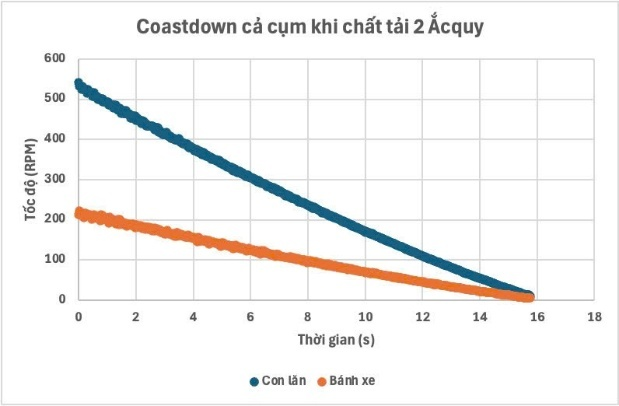 Coastdown cả cụm khi chất tải 2 Ắcquy
600
500
400
300
200
100
0
Tốc độ (RPM)
0 2 4 6 8 10 12 14 16 18
Thời gian (s)
Con lăn Bánh xe